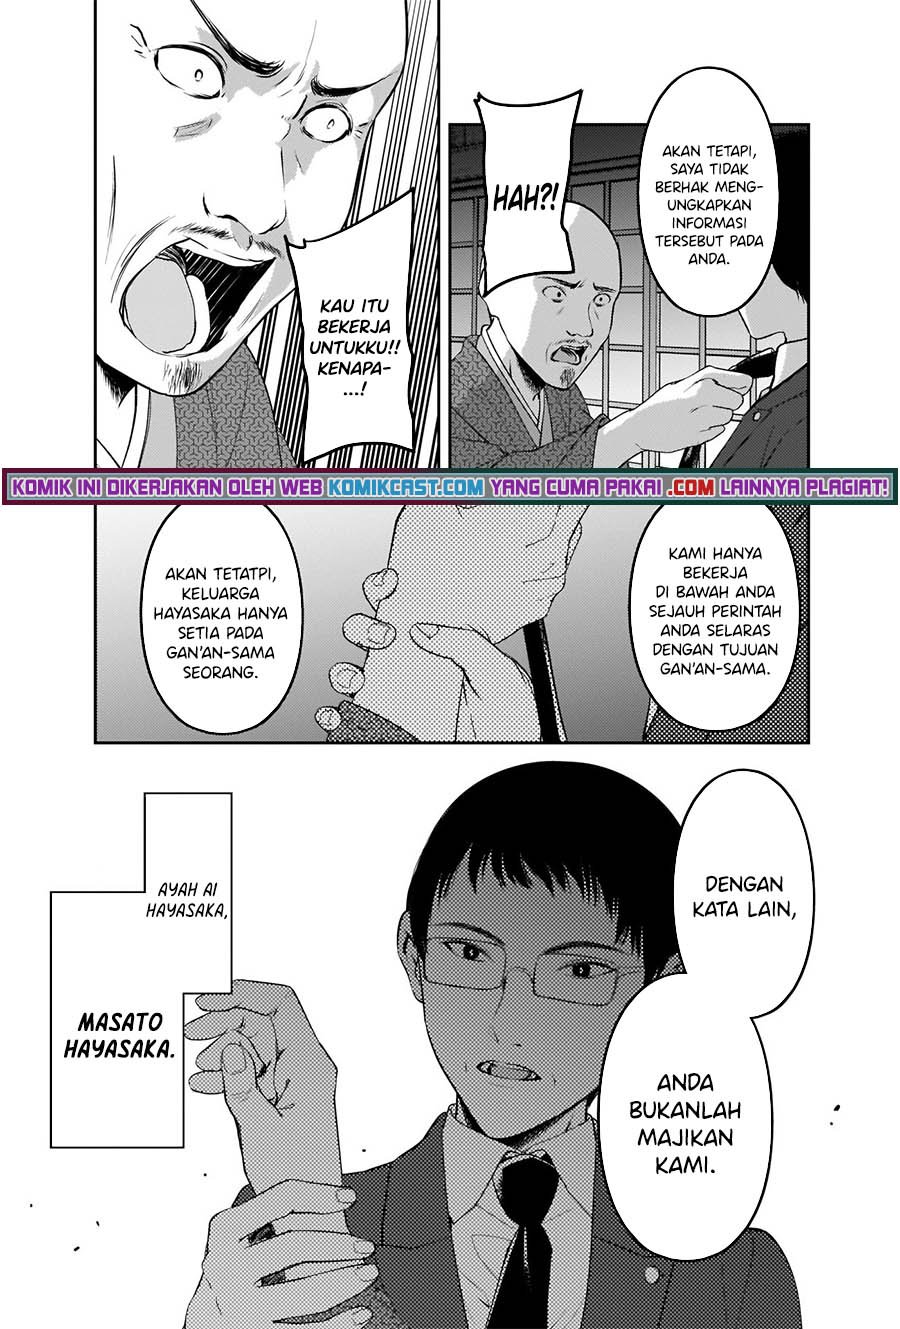 AKAN TETAPI,
SAYA TIDAK
BERHAK MENG-
UNGKAPKAN
INFORMASI
TERSEBUT PADA
ANDA.
HAH?!
KAU ITU
BEKERJA
UNTUKKU!!
KENAPA-
...!
KOMIK INI DIKERJAKAN OLEH WEB KOMIKCAST.COM YANG CUMA PAKAI .COM LAINNYA PLAGIAT!
KAMI HANYA
BEKERJA
DI BAWAH ANDA
SEJAUH PERINTAH
ANDA SELARAS
DENGAN TUJUAN
GAN'AN-SAMA.
AKAN TETATPI,
KELUARGA
HAYASAKA HANYA
SETIA PADA
GAN'AN-SAMA
SEORANG.
DENGAN
KATA LAIN,
ANDA
BUKANLAH
MAJIKAN
KAMI.
AYAH AI
HAYASAKA,
MASATO
HAYASAKA.